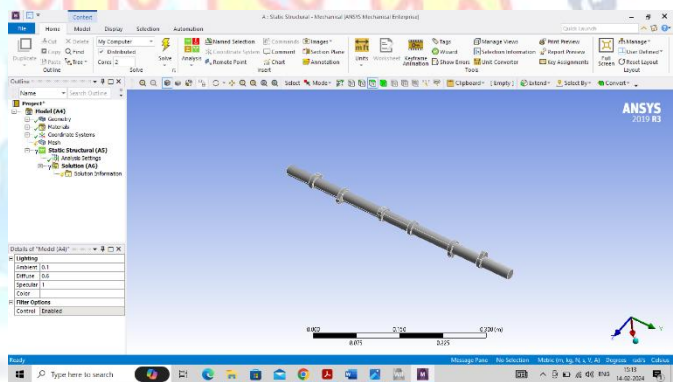 Context
A : Static Structural - Mechanical [ANSYS Mechanical Enterprise]
File Home Model Display Selection Automation
Duplicate
Cut Delete
Copy Find
Paste Tree
Outline
My Computer
Distributed
Cores 2
Solve
Solve
Analysis
Named Selection
Coordinate System
Remote Point
Commands
Comment
Chart
Images
Section Plane
Annotation
Insert
Units
Worksheet
Keyframe Animation
Tags
Wizard
Show Errors
Manage Views
Selection Information
Unit Converter
Print Preview
Report Preview
Key Assignments
Tools
Full Screen
Manage
User Defined
Reset Layout
Layout
Outline
Name Search Outline
Project*
Model (A4)
Geometry
Materials
Coordinate Systems
Mesh
Static Structural (A5)
Analysis Settings
Solution (A6)
Solution Information
Select Mode Clipboard [Empty] Extend Select By Convert
ANSYS
2019 R3
Details of "Model (A4)"
Lighting
Ambient 0.1
Diffuse 0.6
Specular 1
Color
Filter Options
Control Enabled
0.000 0.150 0.300 (m)
0.075 0.225
Ready
Message Pane No Selection Metric (m, kg, N, s, V, A) Degrees rad/s Celsius
Type here to search
ENG
15:13
14-02-2024